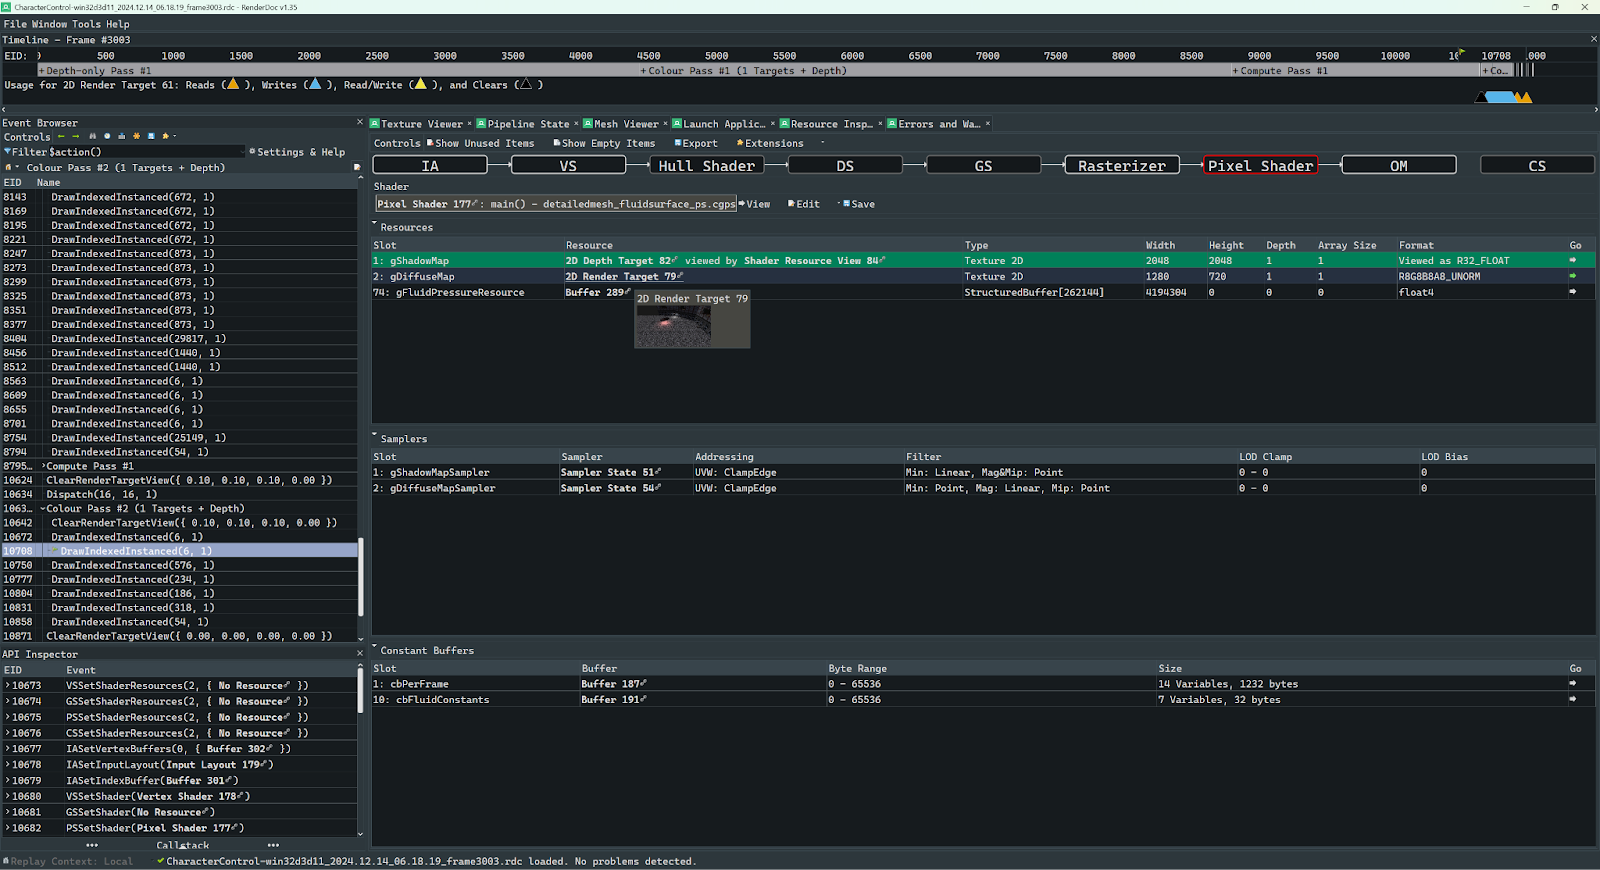 CharacterControl-win32d3d11_2024.12.14_06.18.19_frame3003.rdc - RenderDoc v1.35
File Window Tools Help
Timeline - Frame #3003
EID: 500 1000 1500 2000 2500 3000 3500 4000 4500 5000 5500 6000 6500 7000 7500 8000 8500 9000 9500 10000 10708
+ Depth-only Pass #1 + Colour Pass #1 (1 Targets + Depth) + Compute Pass #1 + Co…
Usage for 2D Render Target 61: Reads ( ), Writes ( ), Read/Write ( ), and Clears ( )
Event Browser
Controls
Filter $action() Settings & Help
Colour Pass #2 (1 Targets + Depth)
EID Name
8143 DrawIndexedInstanced(672, 1)
8169 DrawIndexedInstanced(672, 1)
8195 DrawIndexedInstanced(672, 1)
8221 DrawIndexedInstanced(672, 1)
8247 DrawIndexedInstanced(873, 1)
8273 DrawIndexedInstanced(873, 1)
8299 DrawIndexedInstanced(873, 1)
8325 DrawIndexedInstanced(873, 1)
8351 DrawIndexedInstanced(873, 1)
8377 DrawIndexedInstanced(873, 1)
8404 DrawIndexedInstanced(29817, 1)
8456 DrawIndexedInstanced(1440, 1)
8512 DrawIndexedInstanced(1440, 1)
8563 DrawIndexedInstanced(6, 1)
8609 DrawIndexedInstanced(6, 1)
8655 DrawIndexedInstanced(6, 1)
8701 DrawIndexedInstanced(6, 1)
8754 DrawIndexedInstanced(25149, 1)
8794 DrawIndexedInstanced(54, 1)
8795… Compute Pass #1
10624 ClearRenderTargetView({ 0.10, 0.10, 0.10, 0.00 })
10634 Dispatch(16, 16, 1)
1063… Colour Pass #2 (1 Targets + Depth)
10642 ClearRenderTargetView({ 0.10, 0.10, 0.10, 0.00 })
10672 DrawIndexedInstanced(6, 1)
10708 DrawIndexedInstanced(6, 1)
10750 DrawIndexedInstanced(576, 1)
10777 DrawIndexedInstanced(234, 1)
10804 DrawIndexedInstanced(186, 1)
10831 DrawIndexedInstanced(318, 1)
10858 DrawIndexedInstanced(54, 1)
10871 ClearRenderTargetView({ 0.00, 0.00, 0.00, 0.00 })
API Inspector
EID Event
10673 VSSetShaderResources(2, { No Resource })
10674 GSSetShaderResources(2, { No Resource })
10675 PSSetShaderResources(2, { No Resource })
10676 CSSetShaderResources(2, { No Resource })
10677 IASetVertexBuffers(0, { Buffer 302 })
10678 IASetInputLayout(Input Layout 179)
10679 IASetIndexBuffer(Buffer 301)
10680 VSSetShader(Vertex Shader 178)
10681 GSSetShader(No Resource)
10682 PSSetShader(Pixel Shader 177)
Callstack
Texture Viewer × Pipeline State × Mesh Viewer × Launch Applic… × Resource Insp… × Errors and Wa… ×
Controls Show Unused Items Show Empty Items Export Extensions
IA VS Hull Shader DS GS Rasterizer Pixel Shader OM CS
Shader
Pixel Shader 177: main() - detailedmesh_fluidsurface_ps.cgps View Edit Save
Resources
Slot Resource Type Width Height Depth Array Size Format Go
1: gShadowMap 2D Depth Target 82 viewed by Shader Resource View 84 Texture 2D 2048 2048 1 1 Viewed as R32_FLOAT
2: gDiffuseMap 2D Render Target 79 Texture 2D 1280 720 1 1 R8G8B8A8_UNORM
74: gFluidPressureResource Buffer 289 StructuredBuffer[262144] 4194304 0 0 0 float4
2D Render Target 79
Samplers
Slot Sampler Addressing Filter LOD Clamp LOD Bias
1: gShadowMapSampler Sampler State 51 UVW: ClampEdge Min: Linear, Mag&Mip: Point 0 - 0 0
2: gDiffuseMapSampler Sampler State 54 UVW: ClampEdge Min: Point, Mag: Linear, Mip: Point 0 - 0 0
Constant Buffers
Slot Buffer Byte Range Size Go
1: cbPerFrame Buffer 187 0 - 65536 14 Variables, 1232 bytes
10: cbFluidConstants Buffer 191 0 - 65536 7 Variables, 32 bytes
Replay Context: Local CharacterControl-win32d3d11_2024.12.14_06.18.19_frame3003.rdc loaded. No problems detected.